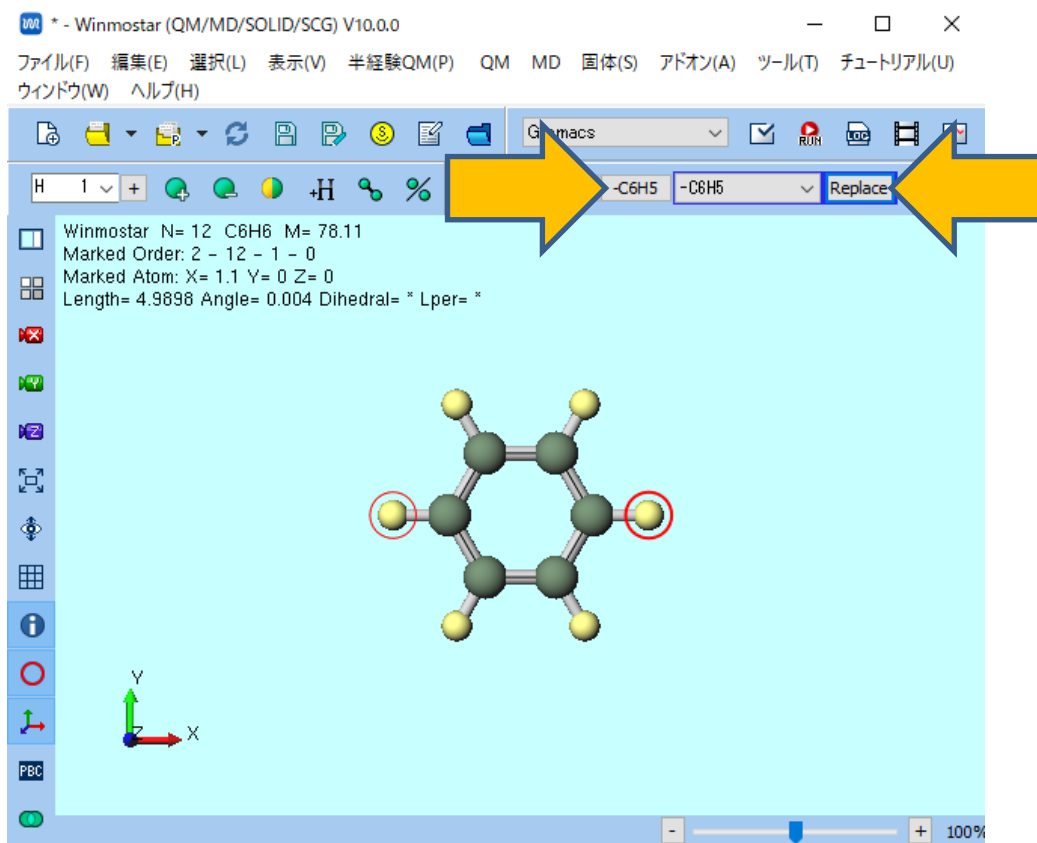 * - Winmostar (QM/MD/SOLID/SCG) V10.0.0
ファイル(F) 編集(E) 選択(L) 表示(V) 半経験QM(P) QM MD 固体(S) アドオン(A) ツール(T) チュートリアル(U)
ウィンドウ(W) ヘルプ(H)
RUN LOG
H 1 + +H % -C6H5 -C6H5 Replace
Winmostar N= 12 C6H6 M= 78.11
Marked Order: 2 - 12 - 1 - 0
Marked Atom: X= 1.1 Y= 0 Z= 0
Length= 4.9898 Angle= 0.004 Dihedral= * Lper= *
X
Y
Z
Y
Z X
PBC
- + 100%